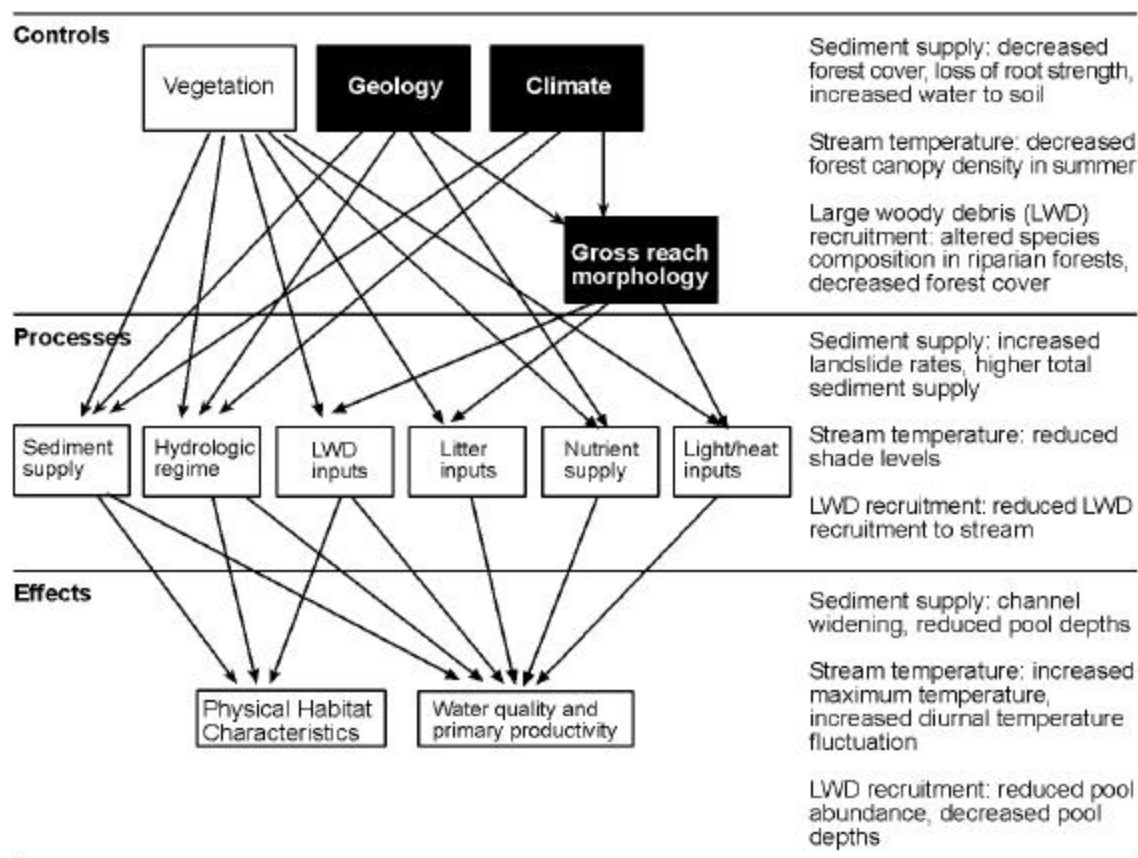 Controls
Vegetation
Geology
Climate
Gross reach
morphology
Sediment supply: decreased
forest cover, loss of root strength,
increased water to soil
Stream temperature: decreased
forest canopy density in summer
Large woody debris (LWD)
recruitment: altered species
composition in riparian forests,
decreased forest cover
Processes
Sediment
supply
Hydrologic
regime
LWD
inputs
Litter
inputs
Nutrient
supply
Light/heat
inputs
Sediment supply: increased
landslide rates, higher total
sediment supply
Stream temperature: reduced
shade levels
LWD recruitment: reduced LWD
recruitment to stream
Effects
Physical Habitat
Characteristics
Water quality and
primary productivity
Sediment supply: channel
widening, reduced pool depths
Stream temperature: increased
maximum temperature,
increased diurnal temperature
fluctuation
LWD recruitment: reduced pool
abundance, decreased pool
depths